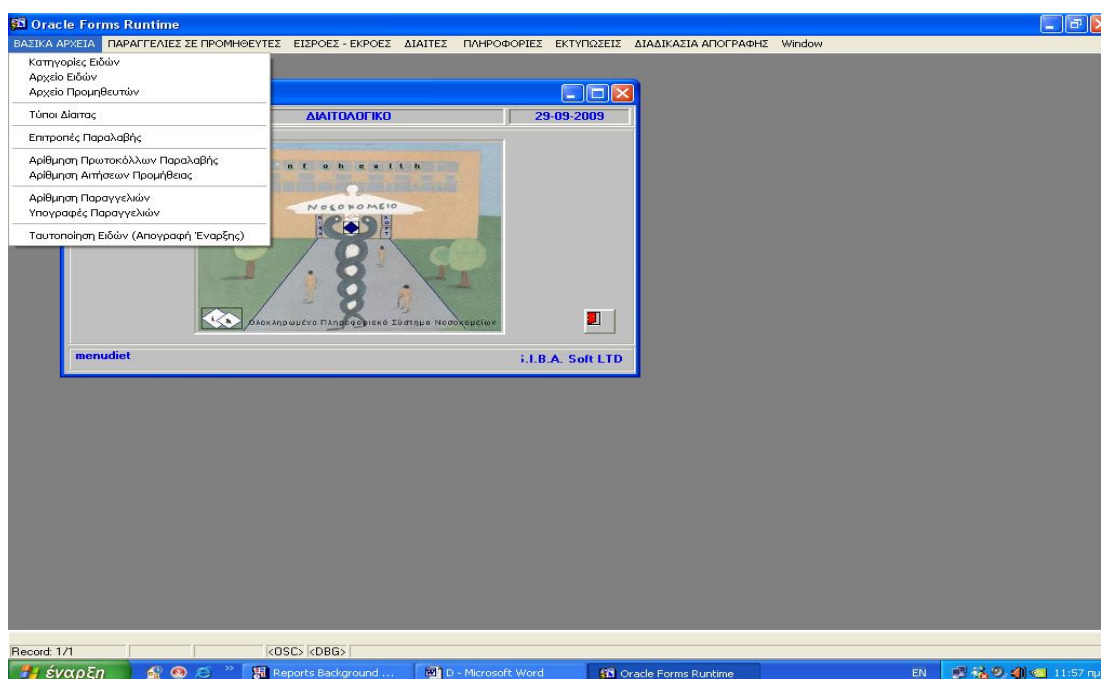 Oracle Forms Runtime
ΒΑΣΙΚΑ ΑΡΧΕΙΑ ΠΑΡΑΓΓΕΛΙΕΣ ΣΕ ΠΡΟΜΗΘΕΥΤΕΣ ΕΙΣΡΟΕΣ - ΕΚΡΟΕΣ ΔΙΑΙΤΕΣ ΠΛΗΡΟΦΟΡΙΕΣ ΕΚΤΥΠΩΣΕΙΣ ΔΙΑΔΙΚΑΣΙΑ ΑΠΟΓΡΑΦΗΣ Window
Κατηγορίες Ειδών
Αρχείο Ειδών
Αρχείο Προμηθευτών
Τύποι Δίαιτας
Επιτροπές Παραλαβής
Αρίθμηση Πρωτοκόλλων Παραλαβής
Αρίθμηση Αιτήσεων Προμήθειας
Αρίθμηση Παραγγελιών
Υπογραφές Παραγγελιών
Ταυτοποίηση Ειδών (Απογραφή Έναρξης)
ΔΙΑΙΤΟΛΟΓΙΚΟ 29-09-2009
n f o h e a l t h
ΝΟΣΟΚΟΜΕΙΟ
Ολοκληρωμένο Πληροφοριακό Σύστημα Νοσοκομείων
menudiet
.I.B.A. Soft LTD
Record: 1/1 <OSC> <DBG>
έναρξη Reports Background ... D - Microsoft Word Oracle Forms Runtime EN 11:57 πμ